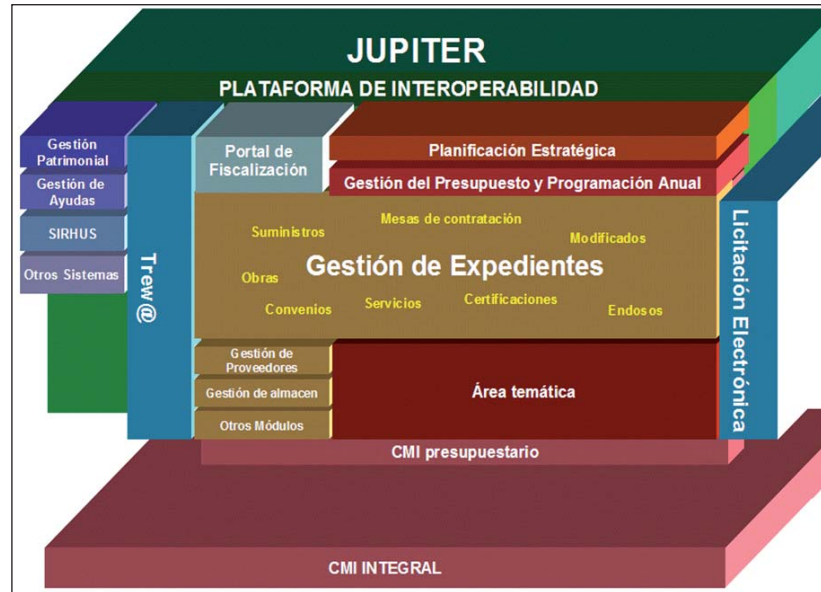 JUPITER
PLATAFORMA DE INTEROPERABILIDAD
Gestión
Patrimonial
Gestión de
Ayudas
SIRHUS
Otros Sistemas
Trew@
Portal de
Fiscalización
Planificación Estratégica
Gestión del Presupuesto y Programación Anual
Mesas de contratación
Suministros
Modificados
Gestión de Expedientes
Obras
Convenios
Servicios
Certificaciones
Endosos
Gestión de
Proveedores
Gestión de almacen
Otros Módulos
Área temática
Licitación Electrónica
CMI presupuestario
CMI INTEGRAL